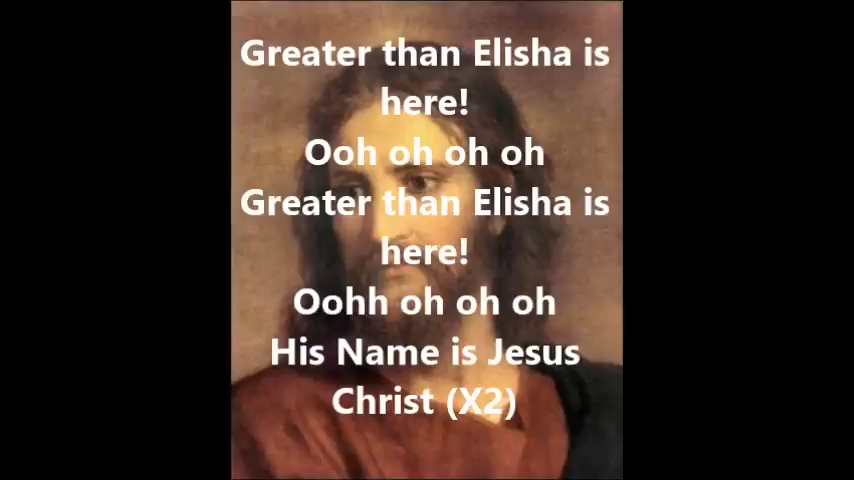 Greater than Elisha is
here!
Ooh oh oh oh
Greater than Elisha is
here!
Oohh oh oh oh
His Name is Jesus
Christ (X2)